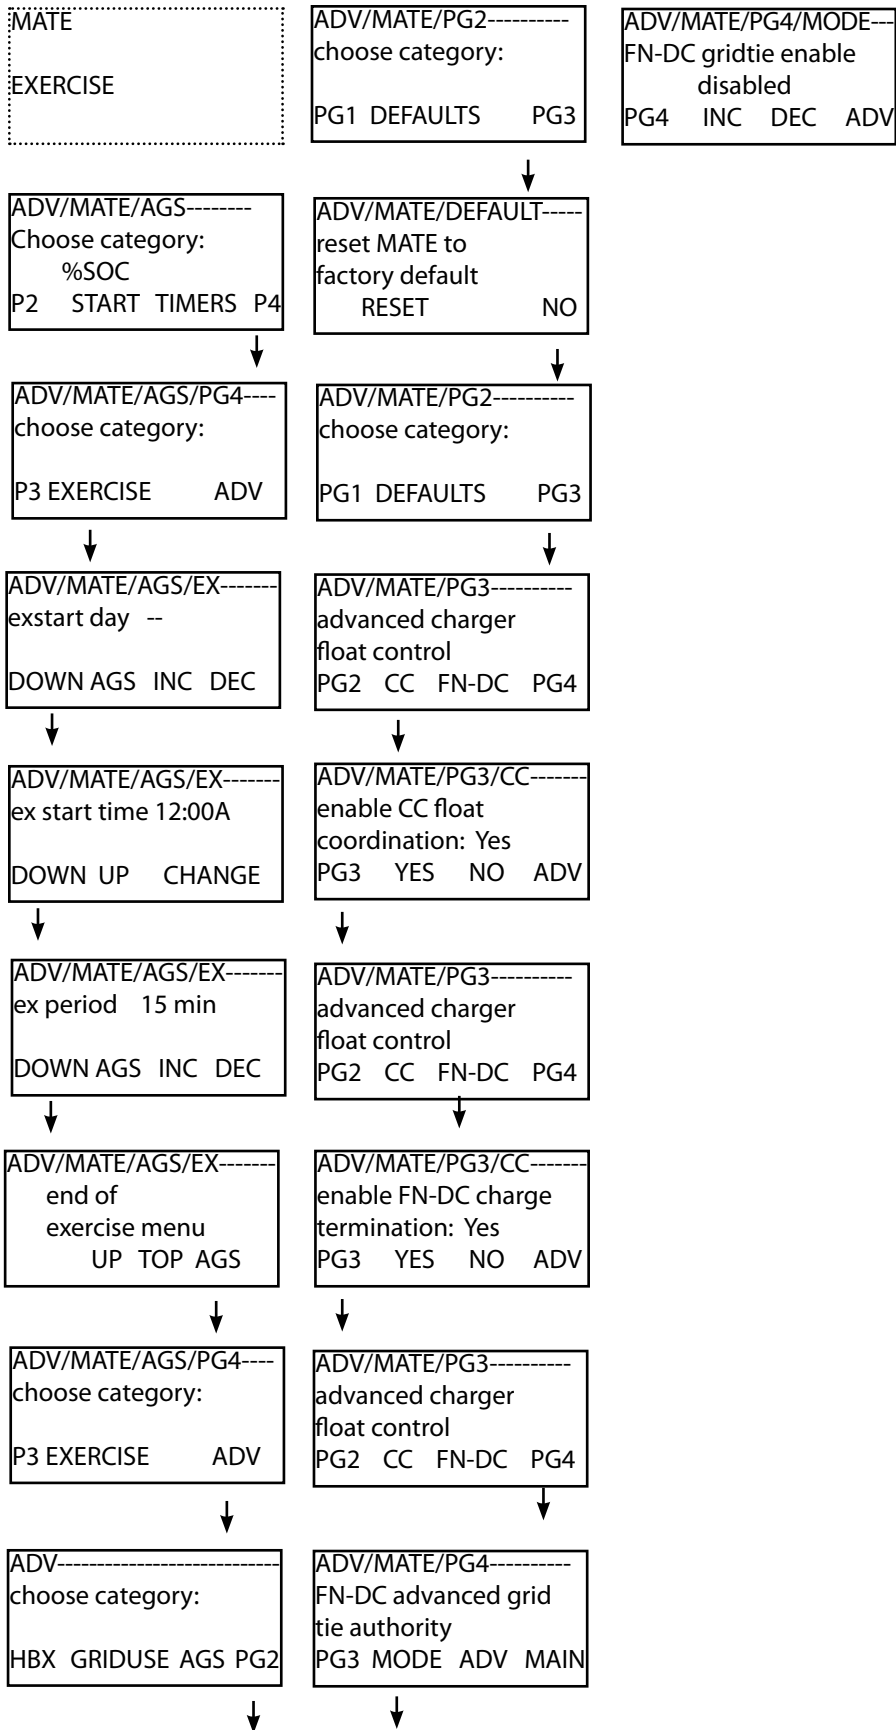 MATE
EXERCISE
ADV/MATE/AGS--------
Choose category:
%SOC
P2 START TIMERS P4
ADV/MATE/AGS/PG4----
choose category:
P3 EXERCISE ADV
ADV/MATE/AGS/EX-------
exstart day --
DOWN AGS INC DEC
ADV/MATE/AGS/EX-------
ex start time 12:00A
DOWN UP CHANGE
ADV/MATE/AGS/EX-------
ex period 15 min
DOWN AGS INC DEC
ADV/MATE/AGS/EX-------
end of
exercise menu
UP TOP AGS
ADV/MATE/AGS/PG4----
choose category:
P3 EXERCISE ADV
ADV----------------------------
choose category:
HBX GRIDUSE AGS PG2
ADV/MATE/PG2----------
choose category:
PG1 DEFAULTS PG3
ADV/MATE/DEFAULT-----
reset MATE to
factory default
RESET NO
ADV/MATE/PG2----------
choose category:
PG1 DEFAULTS PG3
ADV/MATE/PG3----------
advanced charger
float control
PG2 CC FN-DC PG4
ADV/MATE/PG3/CC-------
enable CC float
coordination: Yes
PG3 YES NO ADV
ADV/MATE/PG3----------
advanced charger
float control
PG2 CC FN-DC PG4
ADV/MATE/PG3/CC-------
enable FN-DC charge
termination: Yes
PG3 YES NO ADV
ADV/MATE/PG3----------
advanced charger
float control
PG2 CC FN-DC PG4
ADV/MATE/PG4----------
FN-DC advanced grid
tie authority
PG3 MODE ADV MAIN
ADV/MATE/PG4/MODE---
FN-DC gridtie enable
disabled
PG4 INC DEC ADV